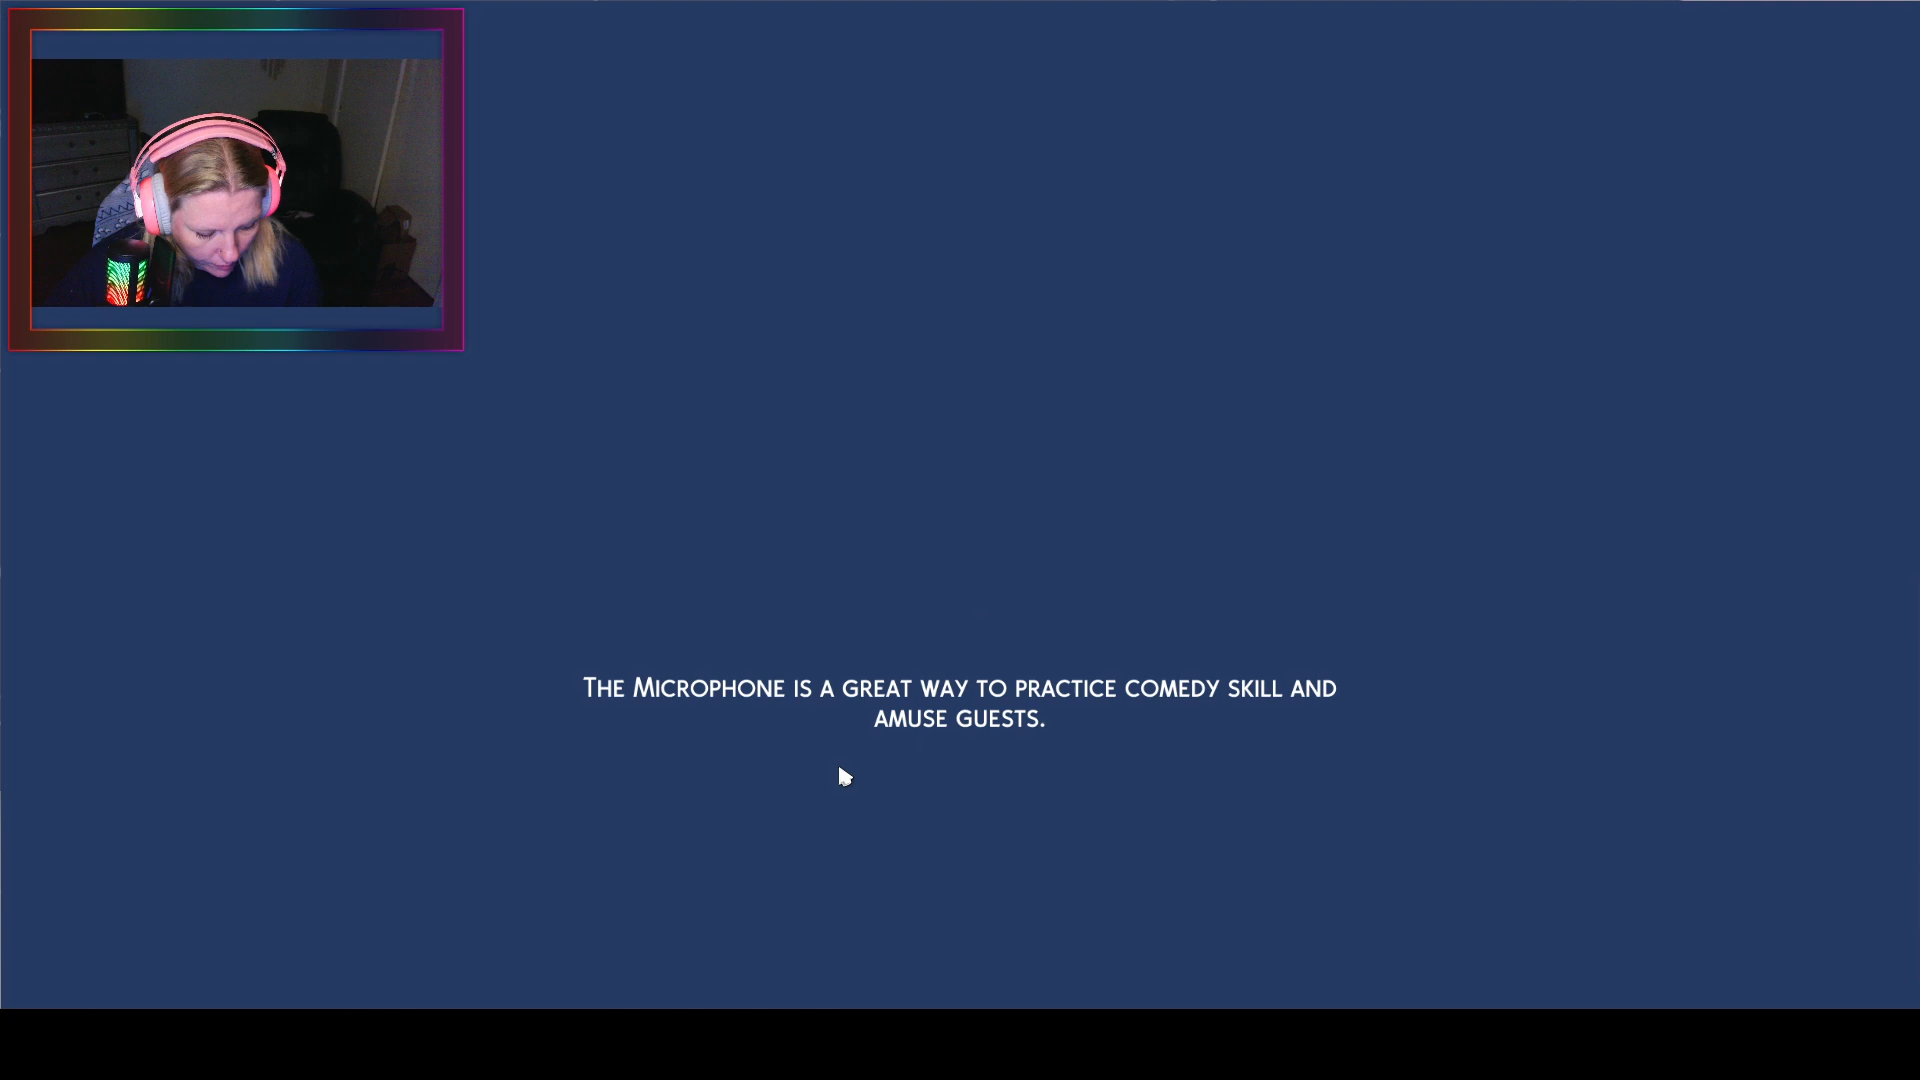 The Microphone is a great way to practice comedy skill and
amuse guests.